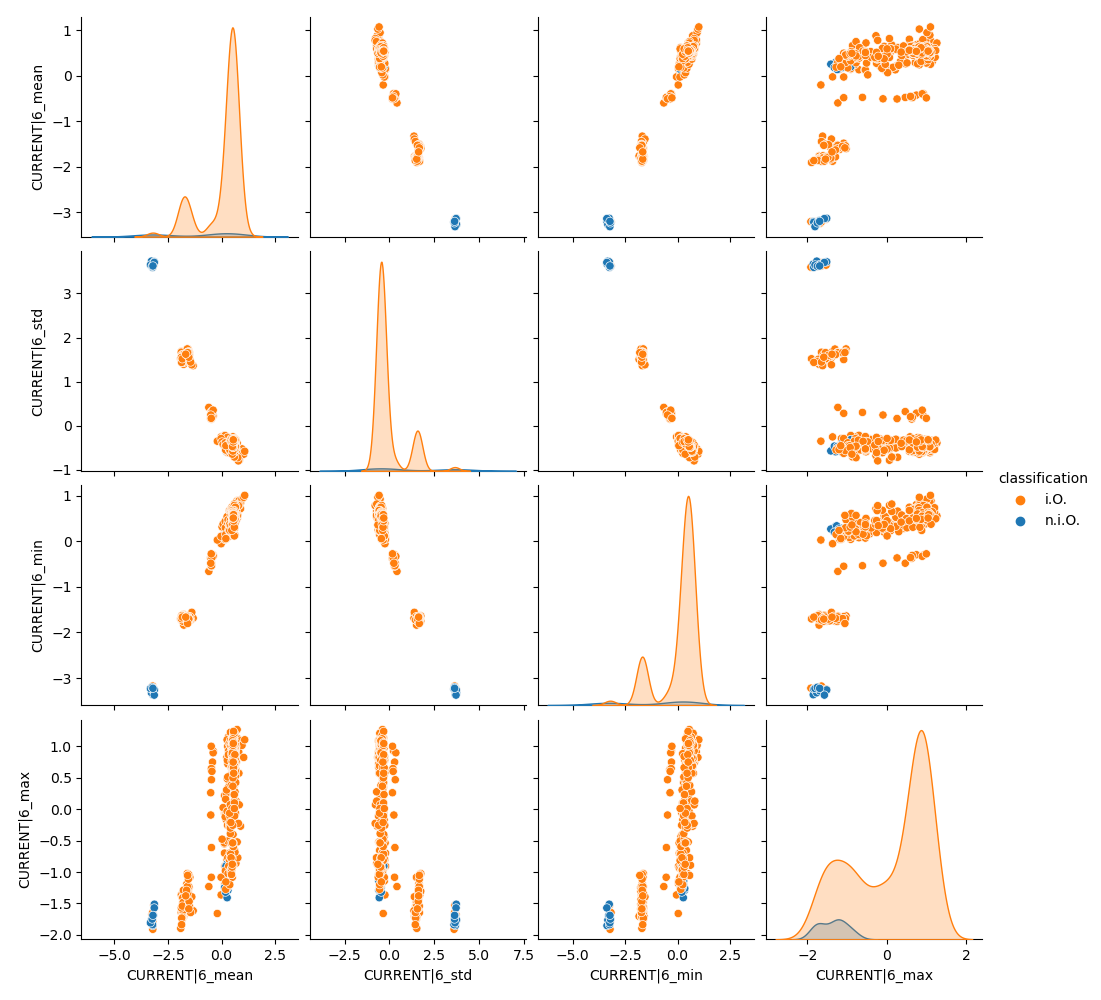 CURRENT|6_mean
1
0
−1
−2
−3
CURRENT|6_std
3
2
1
0
−1
classification
i.O.
n.i.O.
CURRENT|6_min
1
0
−1
−2
−3
CURRENT|6_max
1.0
0.5
0.0
−0.5
−1.0
−1.5
−2.0
−5.0 −2.5 0.0 2.5
−2.5 0.0 2.5 5.0 7.5
−5.0 −2.5 0.0 2.5
−2 0 2
CURRENT|6_mean CURRENT|6_std CURRENT|6_min CURRENT|6_max